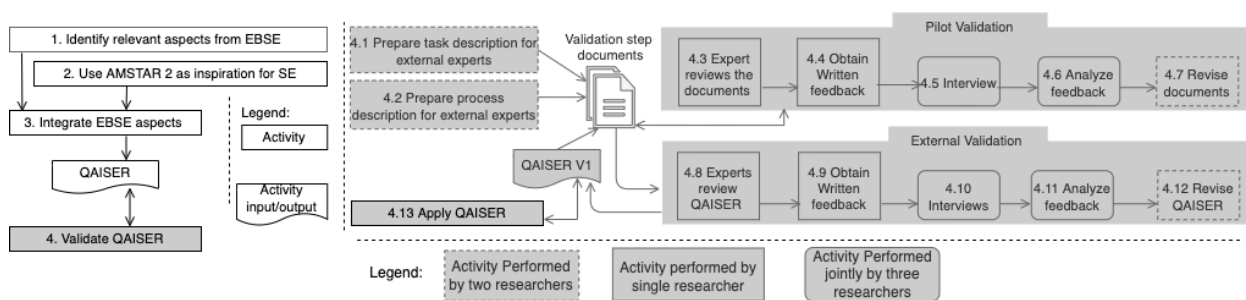 1. Identify relevant aspects from EBSE
2. Use AMSTAR 2 as inspiration for SE
3. Integrate EBSE aspects
QAISER
4. Validate QAISER
Legend:
Activity
Activity
input/output
4.1 Prepare task description for
external experts
4.2 Prepare process
description for external experts
Validation step
documents
QAISER V1
4.13 Apply QAISER
Pilot Validation
4.3 Expert
reviews the
documents
4.4 Obtain
Written
feedback
4.5 Interview
4.6 Analyze
feedback
4.7 Revise
documents
External Validation
4.8 Experts
review
QAISER
4.9 Obtain
Written
feedback
4.10
Interviews
4.11 Analyze
feedback
4.12 Revise
QAISER
Legend:
Activity Performed
by two researchers
Activity performed by
single researcher
Activity Performed
jointly by three
researchers